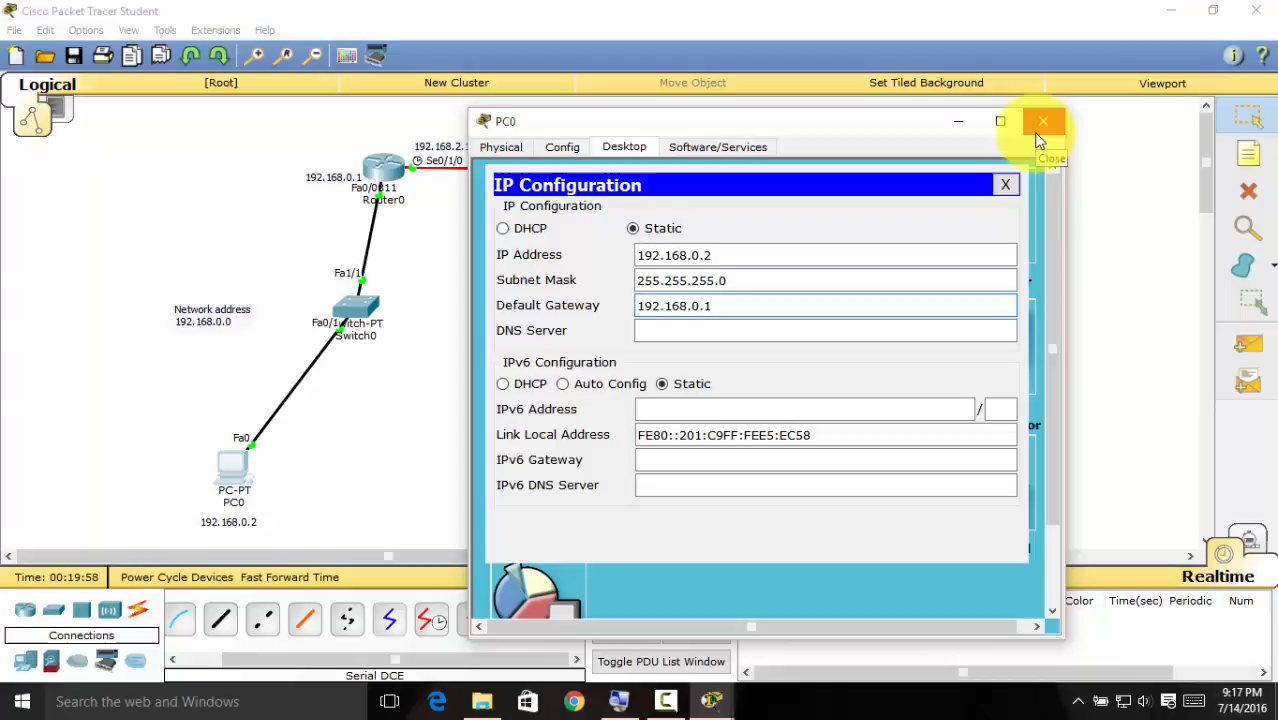 Cisco Packet Tracer Student
File Edit Options View Tools Extensions Help
Logical [Root] New Cluster Move Object Set Tiled Background Viewport
PC0
Close
Physical Config Desktop Software/Services
IP Configuration X
IP Configuration
DHCP Static
IP Address 192.168.0.2
Subnet Mask 255.255.255.0
Default Gateway 192.168.0.1
DNS Server
IPv6 Configuration
DHCP Auto Config Static
IPv6 Address /
Link Local Address FE80::201:C9FF:FEE5:EC58
IPv6 Gateway
IPv6 DNS Server
192.168.2.
Se0/1/0
192.168.0.1
Router0
Fa1/1
Network address
192.168.0.0
Switch0
Fa0
PC-PT
PC0
192.168.0.2
Time: 00:19:58 Power Cycle Devices Fast Forward Time Realtime
Connections
Serial DCE
Toggle PDU List Window
Color Time(sec) Periodic Num
Search the web and Windows
9:17 PM
7/14/2016